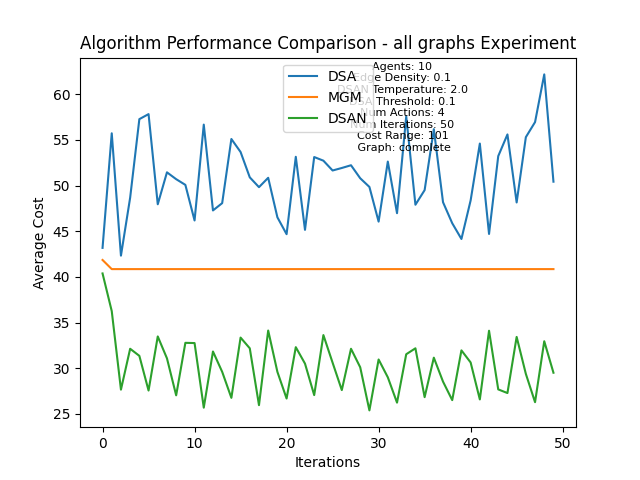 Algorithm Performance Comparison - all graphs Experiment
Agents: 10
Edge Density: 0.1
DSAN Temperature: 2.0
DSA Threshold: 0.1
Num Actions: 4
Num Iterations: 50
Cost Range: 101
Graph: complete
DSA
MGM
DSAN
Average Cost
60
55
50
45
40
35
30
25
0 10 20 30 40 50
Iterations